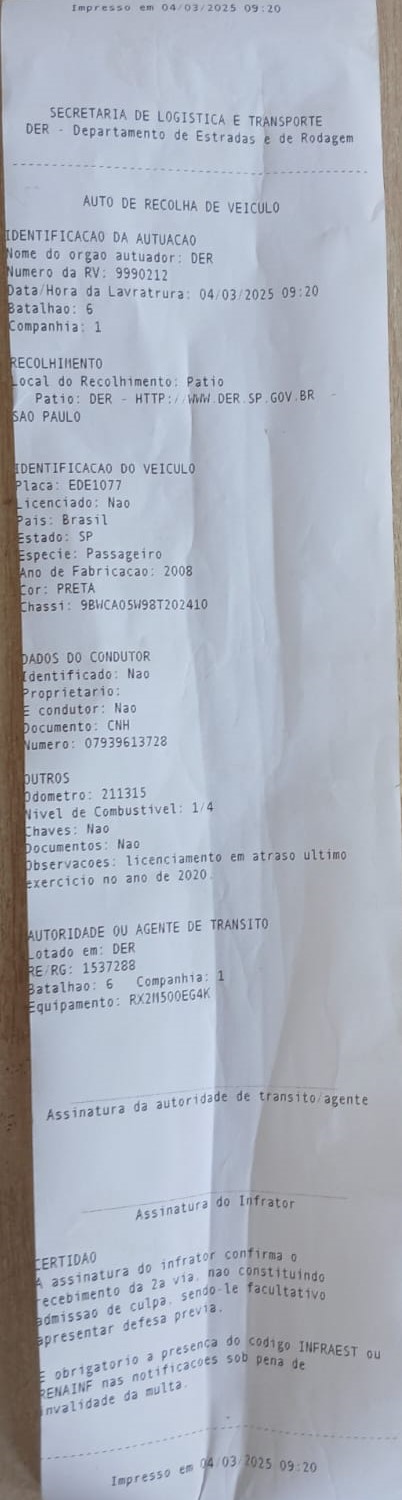 Impresso em 04/03/2025 09:20
SECRETARIA DE LOGISTICA E TRANSPORTE
DER - Departamento de Estradas e de Rodagem
AUTO DE RECOLHA DE VEICULO
IDENTIFICACAO DA AUTUACAO
Nome do orgao autuador: DER
Numero da RV: 9990212
Data/Hora da Lavratrura: 04/03/2025 09:20
Batalhao: 6
Companhia: 1
RECOLHIMENTO
Local do Recolhimento: Patio
Patio: DER - HTTP://WWW.DER.SP.GOV.BR -
SAO PAULO
IDENTIFICACAO DO VEICULO
Placa: EDE1077
Licenciado: Nao
Pais: Brasil
Estado: SP
Especie: Passageiro
Ano de Fabricacao: 2008
Cor: PRETA
Chassi: 9BWCA05W98T202410
DADOS DO CONDUTOR
Identificado: Nao
Proprietario:
E condutor: Nao
Documento: CNH
Numero: 07939613728
OUTROS
Odometro: 211315
Nivel de Combustivel: 1/4
Chaves: Nao
Documentos: Nao
Observacoes: licenciamento em atraso ultimo
exercicio no ano de 2020.
AUTORIDADE OU AGENTE DE TRANSITO
Lotado em: DER
RE/RG: 1537288
Batalhao: 6 Companhia: 1
Equipamento: RX2M500EG4K
Assinatura da autoridade de transito/agente
Assinatura do Infrator
CERTIDAO
A assinatura do infrator confirma o
recebimento da 2a via, nao constituindo
admissao de culpa, sendo-le facultativo
apresentar defesa previa.
E obrigatorio a presenca do codigo INFRAEST ou
RENAINF nas notificacoes sob pena de
invalidade da multa.
Impresso em 04/03/2025 09:20